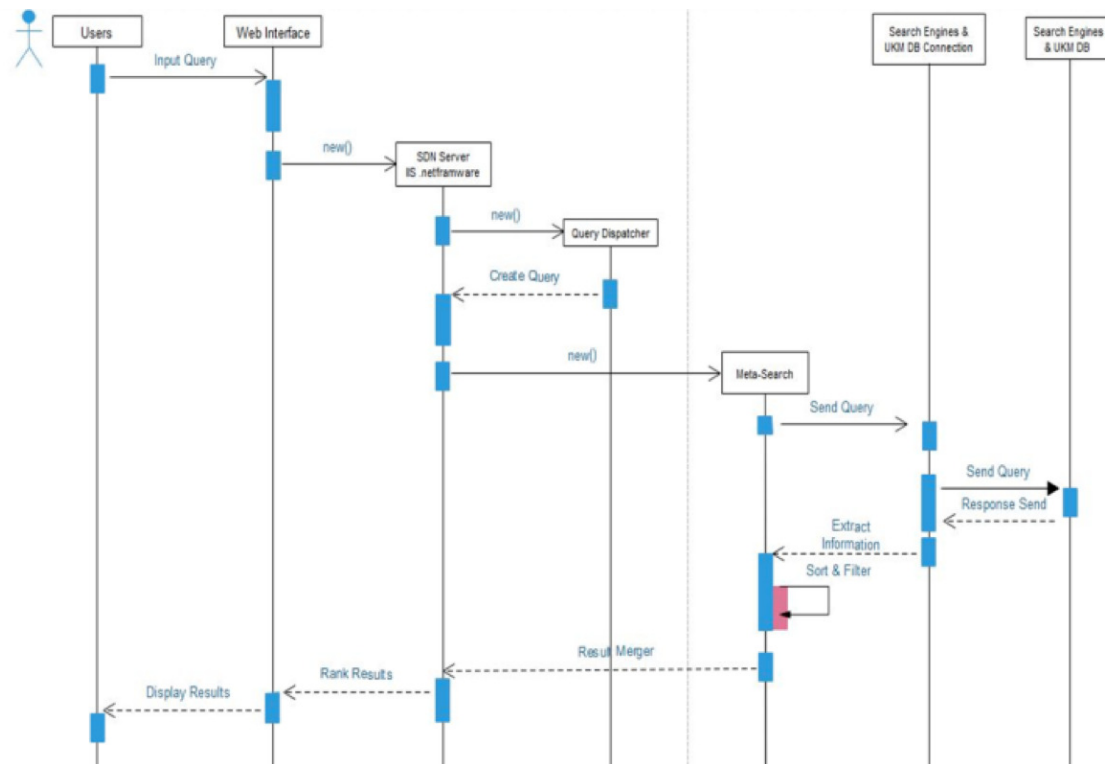 Users
Web Interface
Search Engines &
UKM DB Connection
Search Engines
& UKM DB
Input Query
new()
SDN Server
IIS .netframware
new()
Query Dispatcher
Create Query
new()
Meta-Search
Send Query
Send Query
Response Send
Extract
Information
Sort & Filter
Result Merger
Rank Results
Display Results